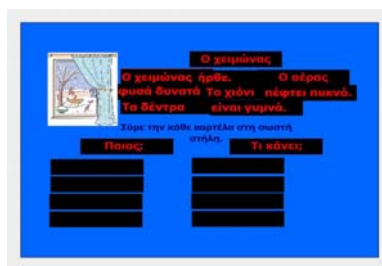 Ο χειμώνας
Ο χειμώνας ήρθε. Ο αέρας
φυσά δυνατά Το χιόνι πέφτει πυκνό.
Τα δέντρα είναι γυμνά.
Σύρε την κάθε καρτέλα στη σωστή
στήλη.
Ποιος; Τι κάνει;